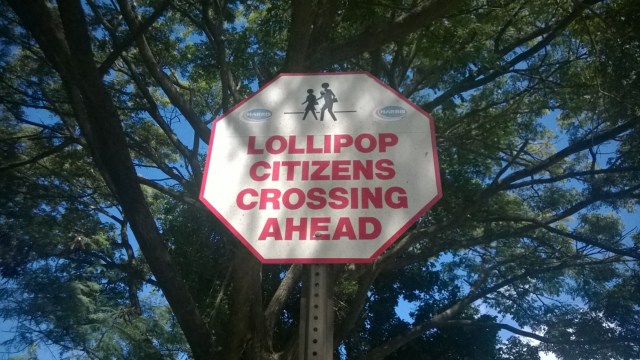 LOLLIPOP
CITIZENS
CROSSING
AHEAD